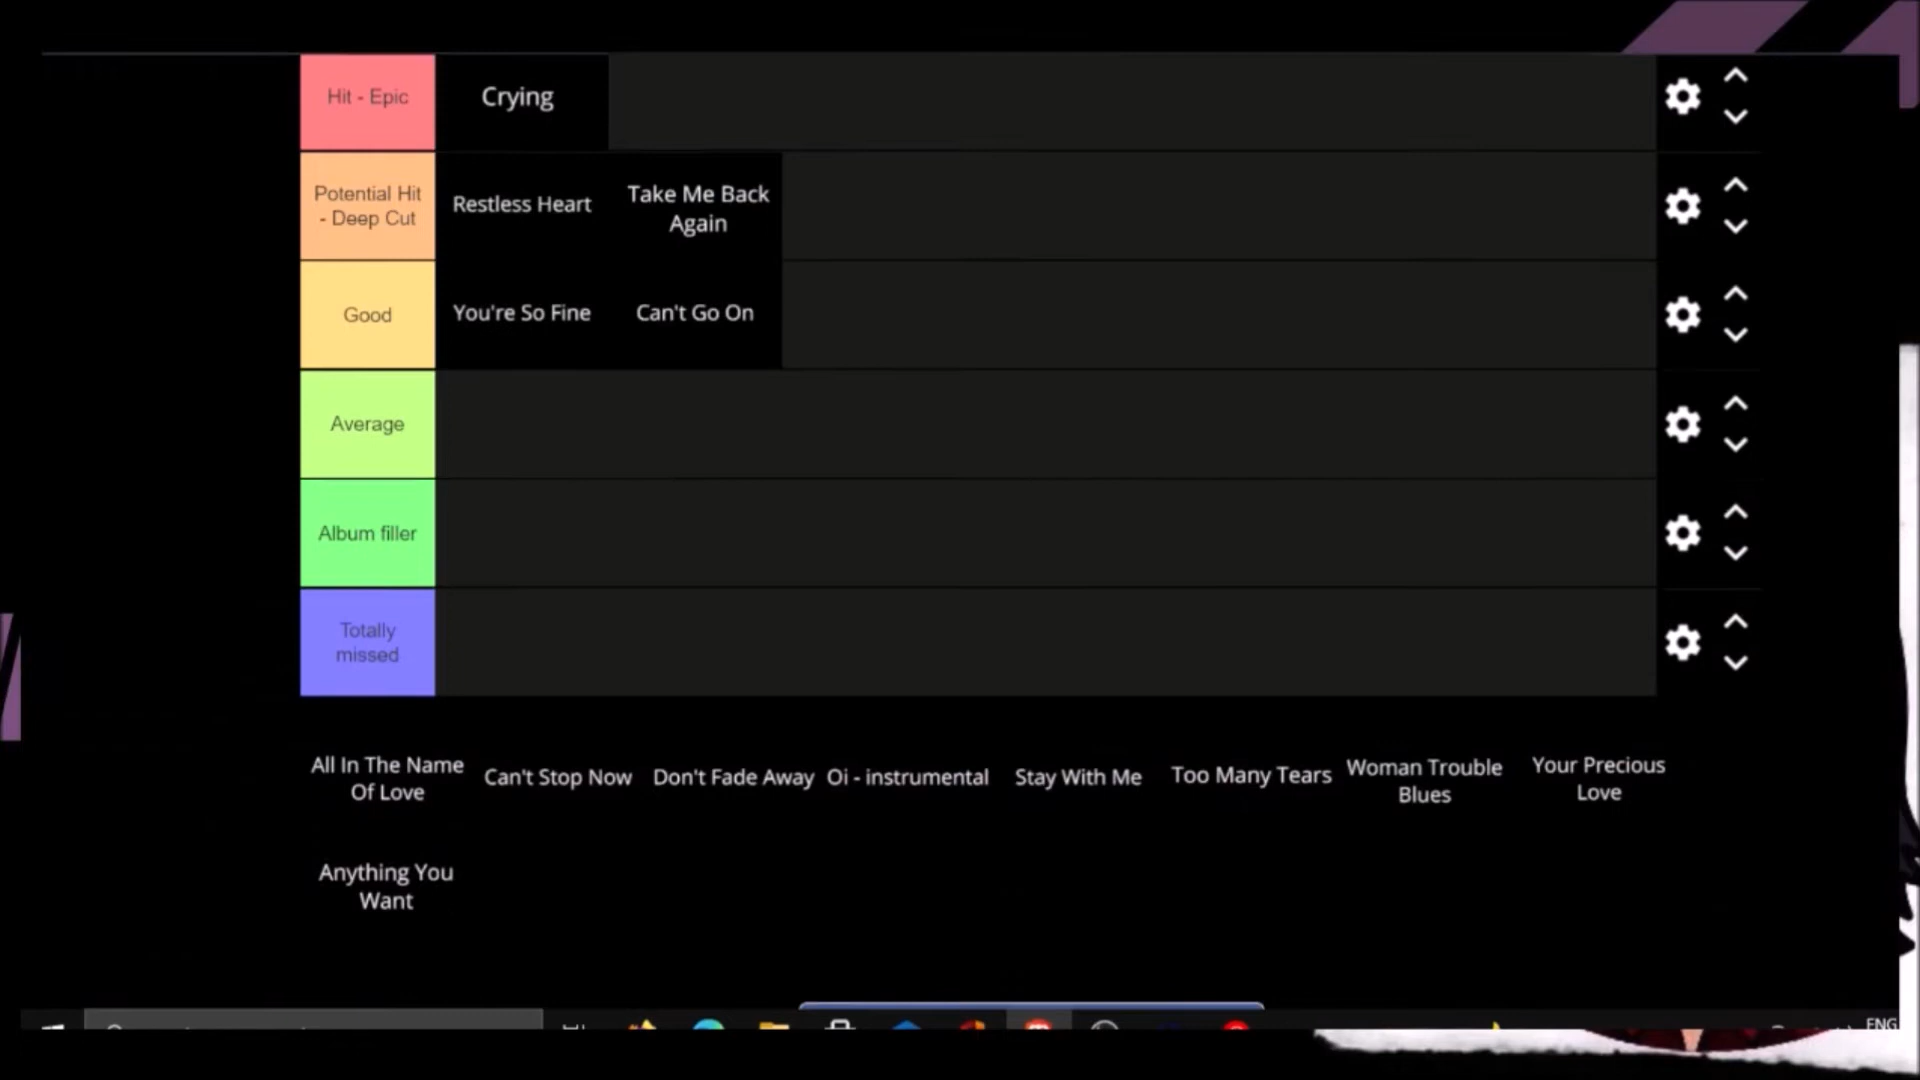 Hit - Epic
Crying
Potential Hit
- Deep Cut
Restless Heart
Take Me Back
Again
Good
You're So Fine
Can't Go On
Average
Album filler
Totally
missed
All In The Name
Of Love
Can't Stop Now
Don't Fade Away
Oi - instrumental
Stay With Me
Too Many Tears
Woman Trouble
Blues
Your Precious
Love
Anything You
Want
ENG